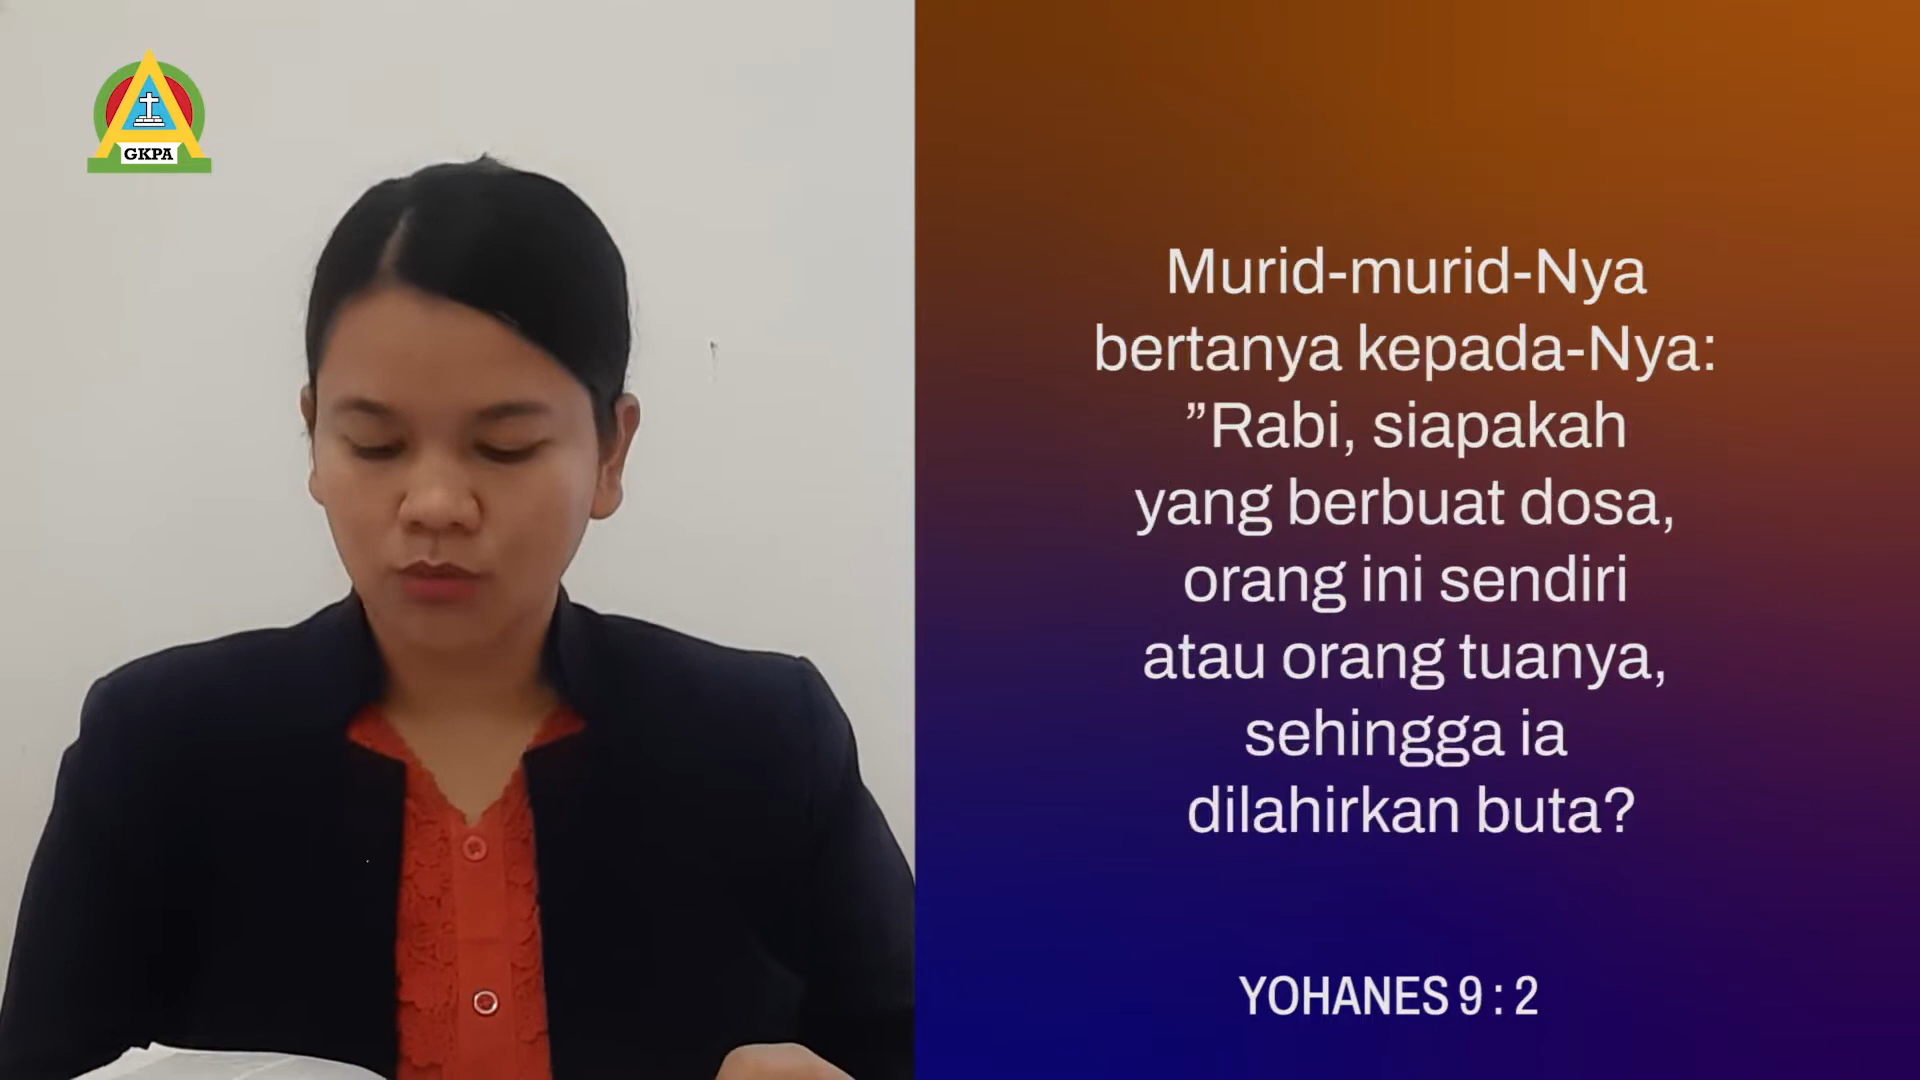 GKPA
Murid-murid-Nya
bertanya kepada-Nya:
”Rabi, siapakah
yang berbuat dosa,
orang ini sendiri
atau orang tuanya,
sehingga ia
dilahirkan buta?
YOHANES 9 : 2